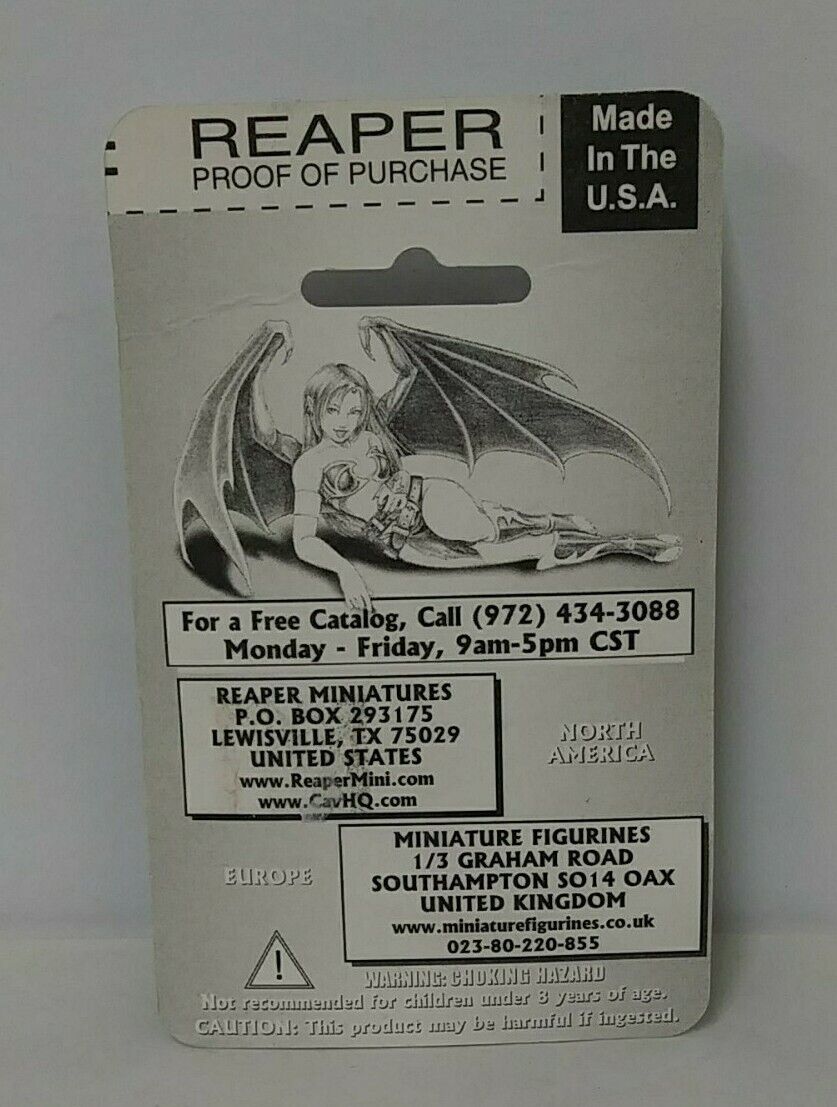 REAPER
PROOF OF PURCHASE
Made
In The
U.S.A.
For a Free Catalog, Call (972) 434-3088
Monday - Friday, 9am-5pm CST
REAPER MINIATURES
P.O. BOX 293175
LEWISVILLE, TX 75029
UNITED STATES
www.ReaperMini.com
www.CavHQ.com
NORTH
AMERICA
EUROPE
MINIATURE FIGURINES
1/3 GRAHAM ROAD
SOUTHAMPTON SO14 OAX
UNITED KINGDOM
www.miniaturefigurines.co.uk
023-80-220-855
!
WARNING: CHOKING HAZARD
Not recommended for children under 8 years of age.
CAUTION: This product may be harmful if ingested.